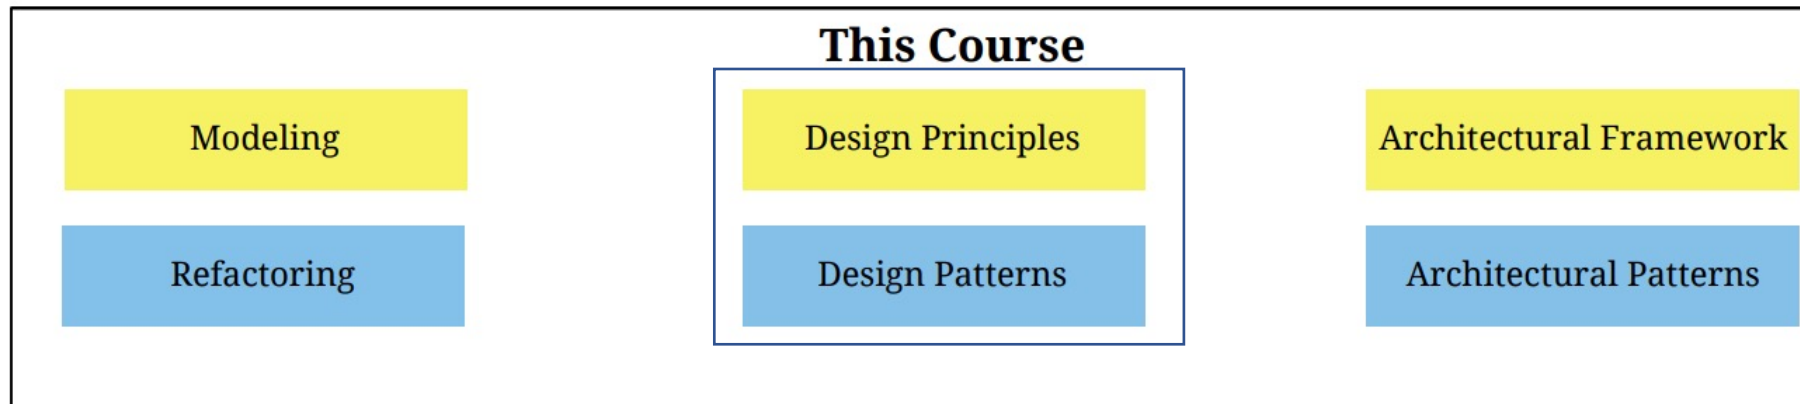 This Course
Modeling
Design Principles
Architectural Framework
Refactoring
Design Patterns
Architectural Patterns